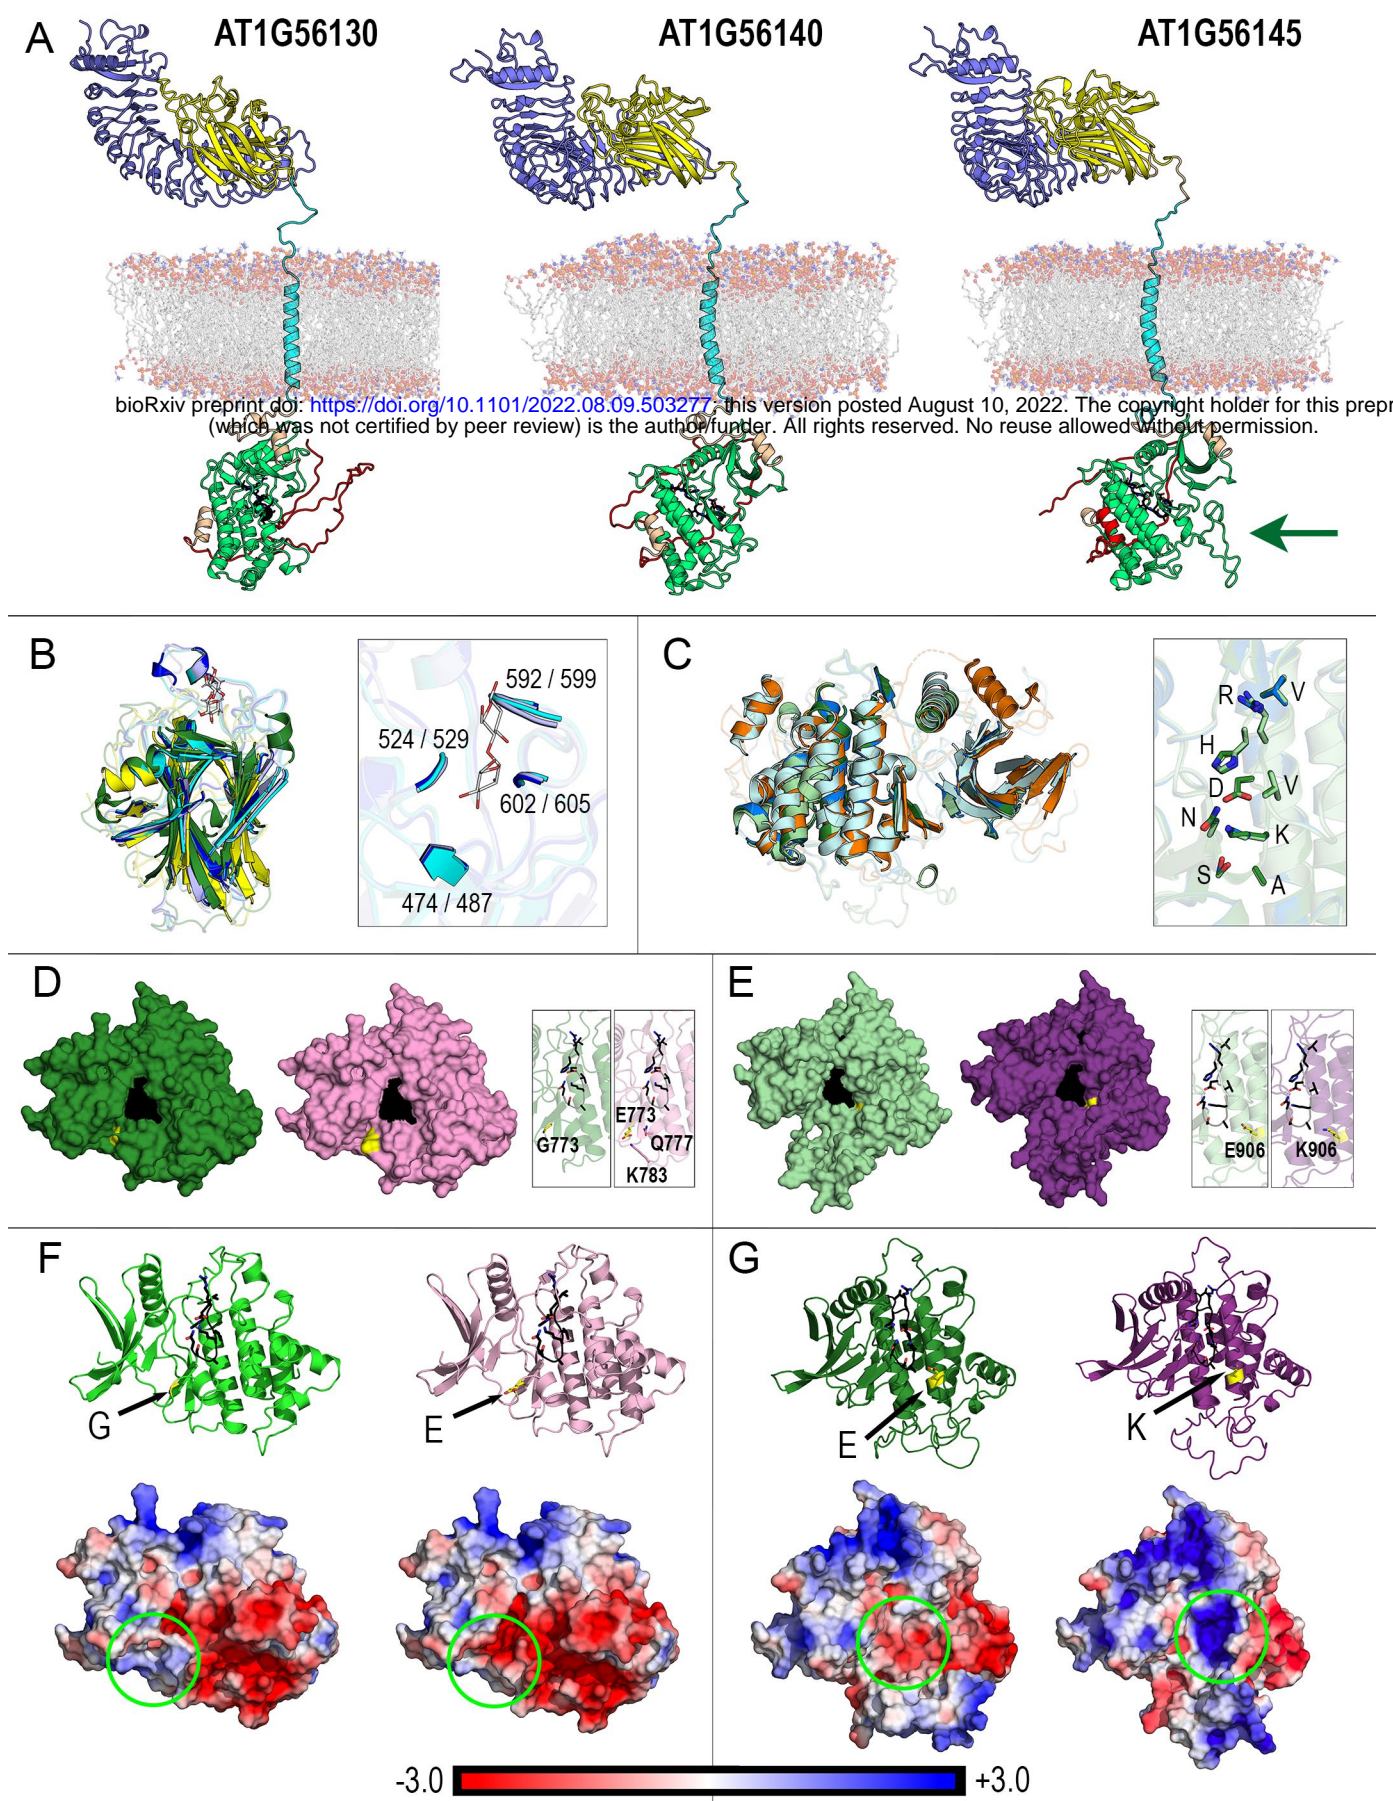 A
AT1G56130
AT1G56140
AT1G56145
bioRxiv preprint doi: https://doi.org/10.1101/2022.08.09.503277; this version posted August 10, 2022. The copyright holder for this prepr
(which was not certified by peer review) is the author/funder. All rights reserved. No reuse allowed without permission.
B
592 / 599
524 / 529
602 / 605
474 / 487
C
R
V
H
D
V
N
K
S
A
D
G773
E773
Q777
K783
E
E906
K906
F
G
E
G
E
K
-3.0
+3.0